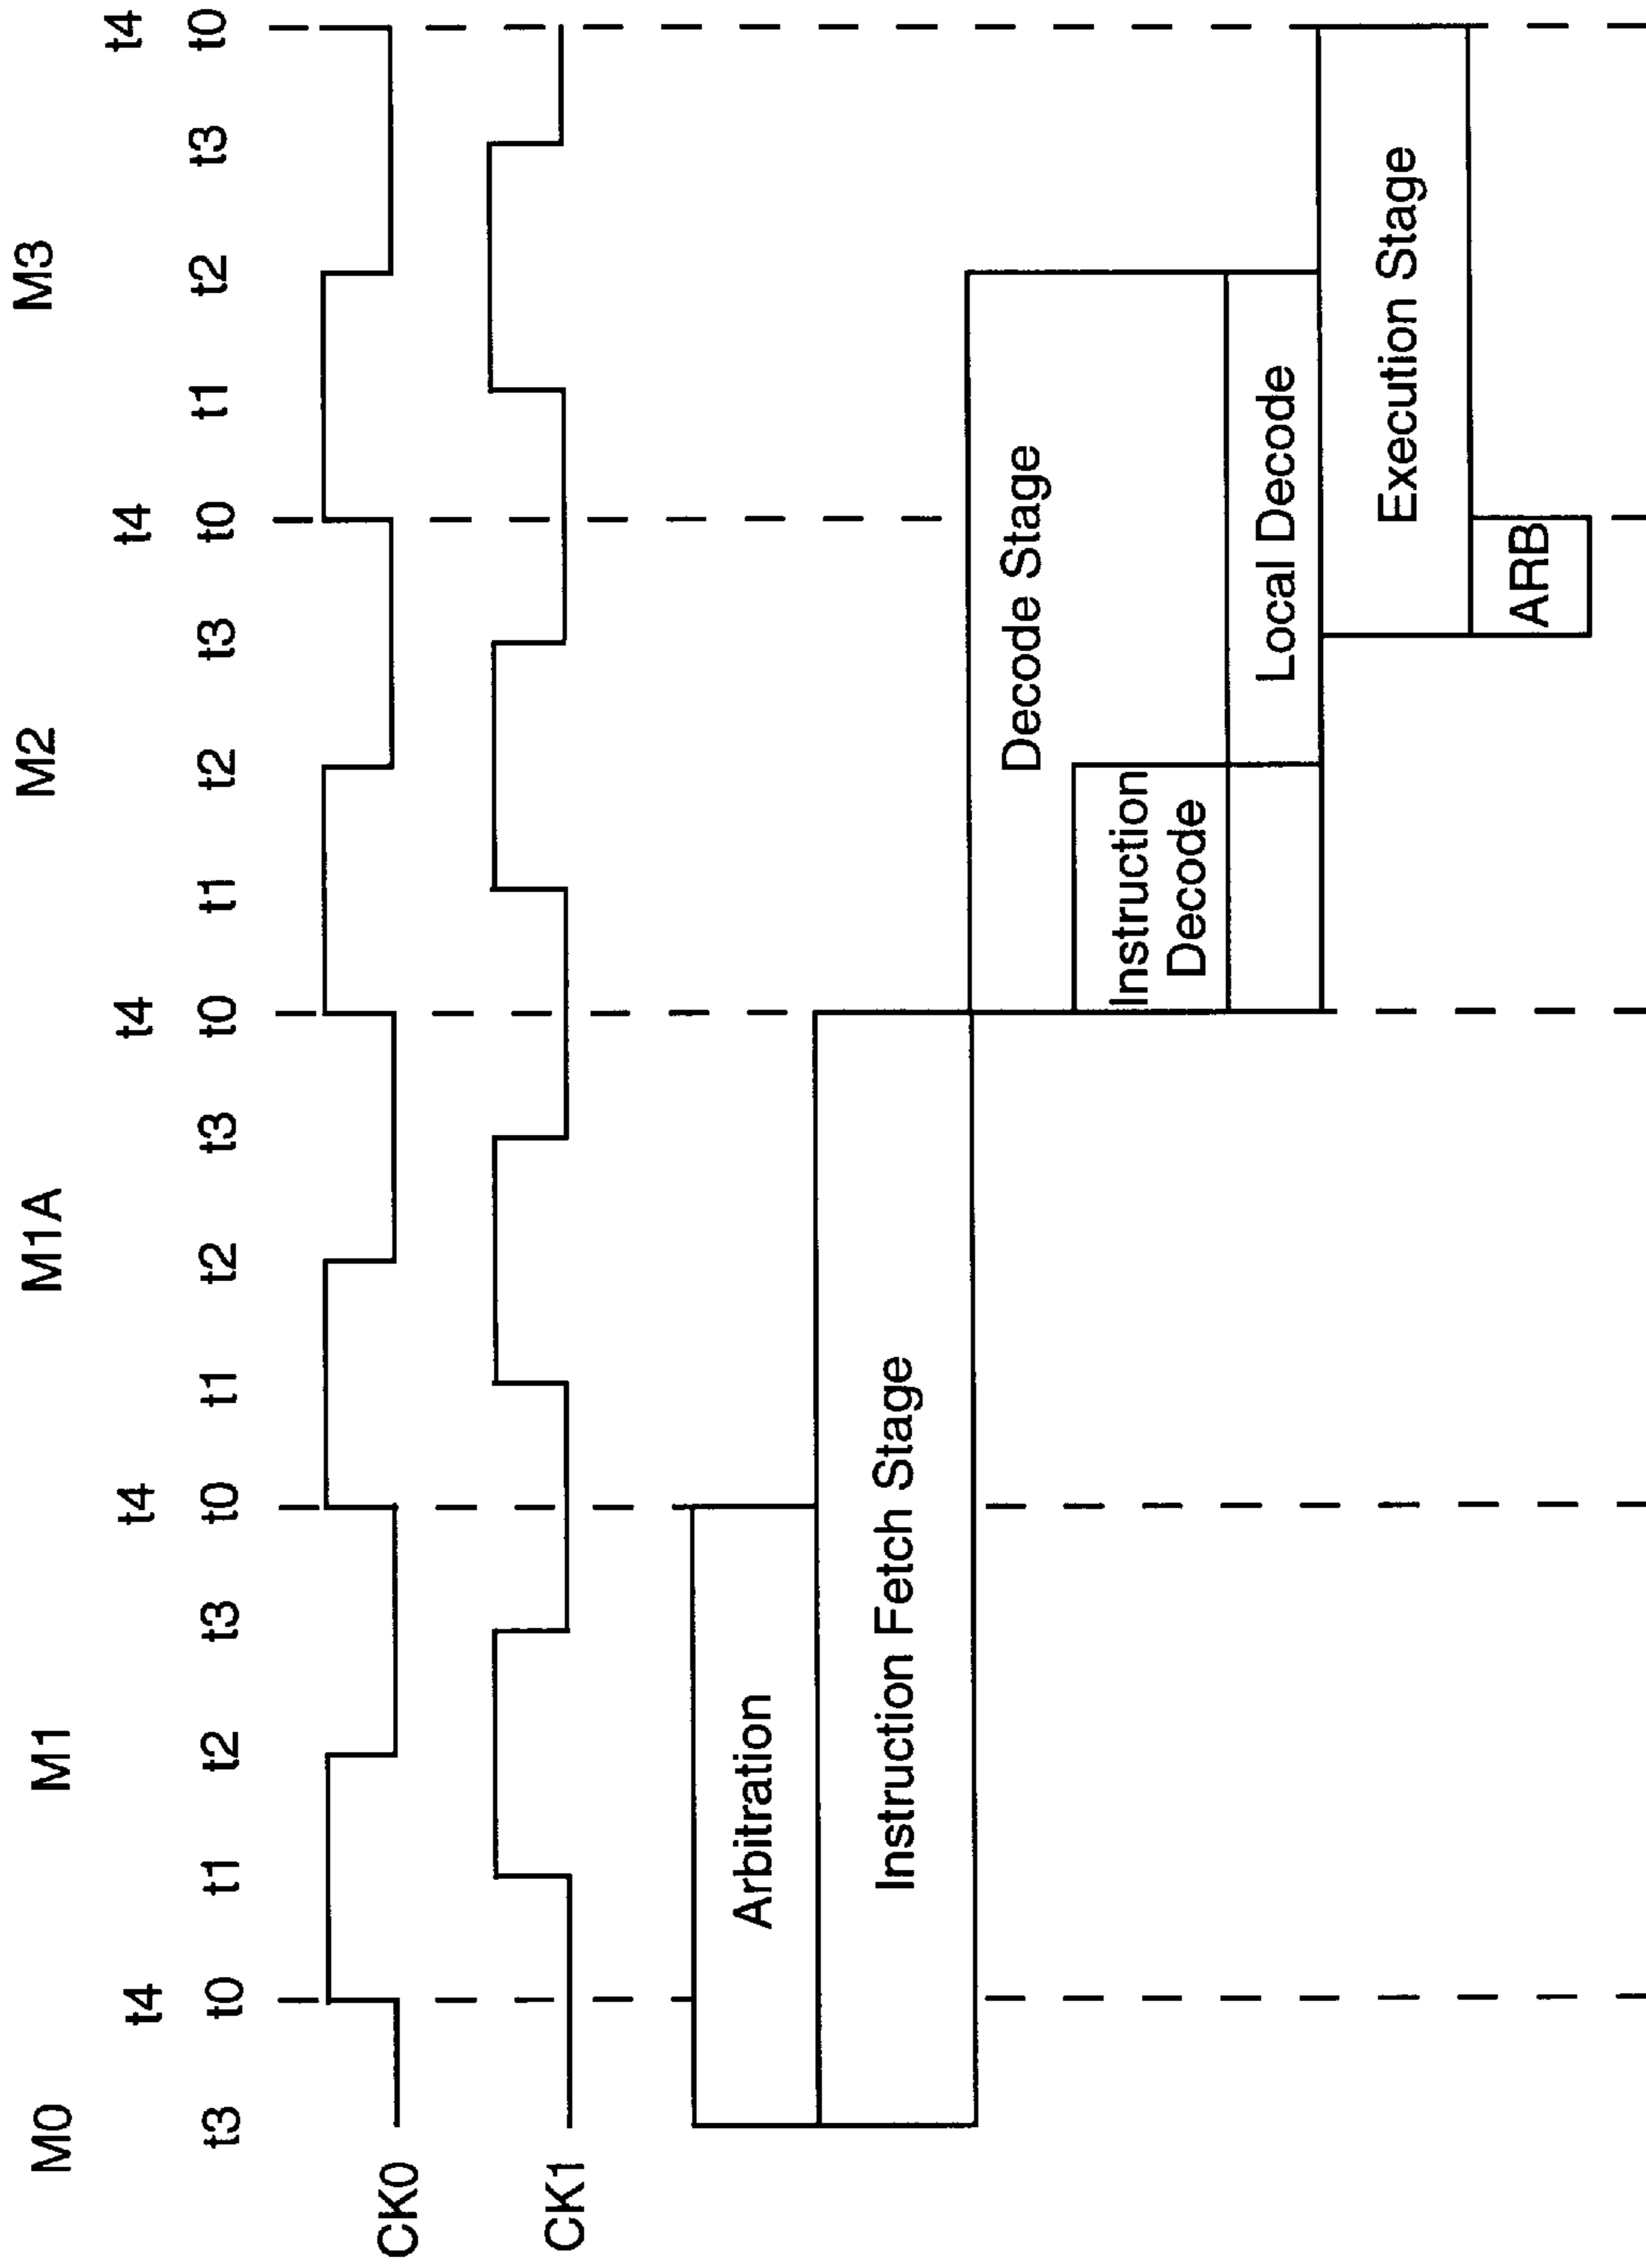 M0 M1 M1A M2 M3
t4 t4 t4 t4 t4
t3 t0 t1 t2 t3 t0 t1 t2 t3 t0 t1 t2 t3 t0 t1 t2 t3 t0
CK0
CK1
Arbitration
Instruction Fetch Stage
Decode Stage
Instruction
Decode
Local Decode
Execution Stage
ARB